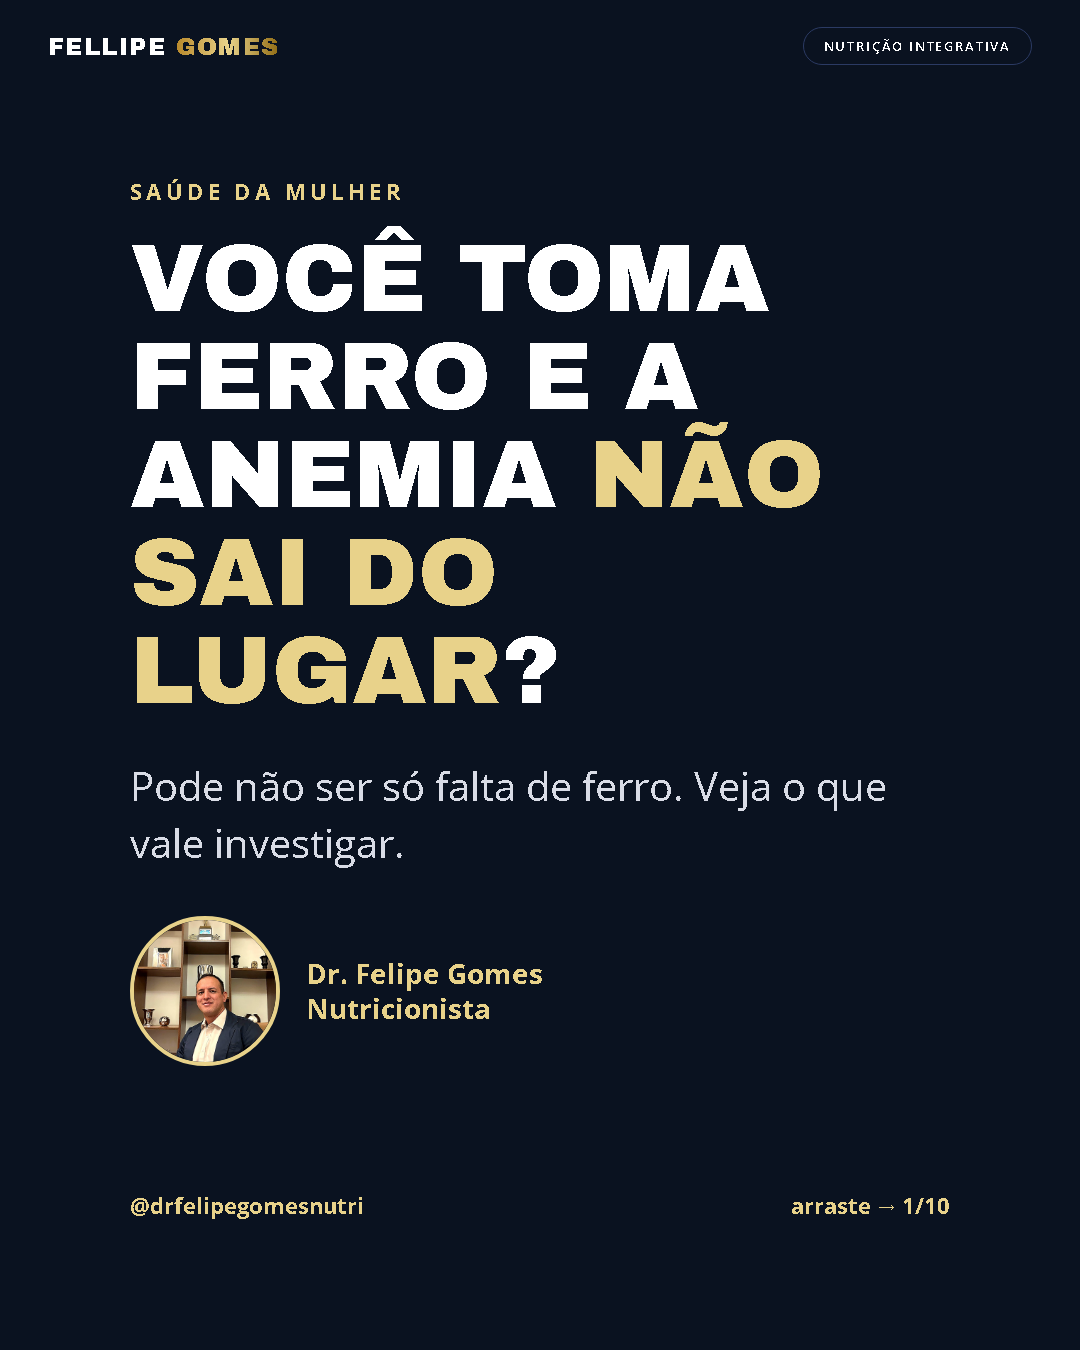 FELLIPE GOMES
NUTRIÇÃO INTEGRATIVA
SAÚDE DA MULHER
VOCÊ TOMA
FERRO E A
ANEMIA NÃO
SAI DO
LUGAR?
Pode não ser só falta de ferro. Veja o que
vale investigar.
Dr. Felipe Gomes
Nutricionista
@drfelipegomesnutri
arraste → 1/10